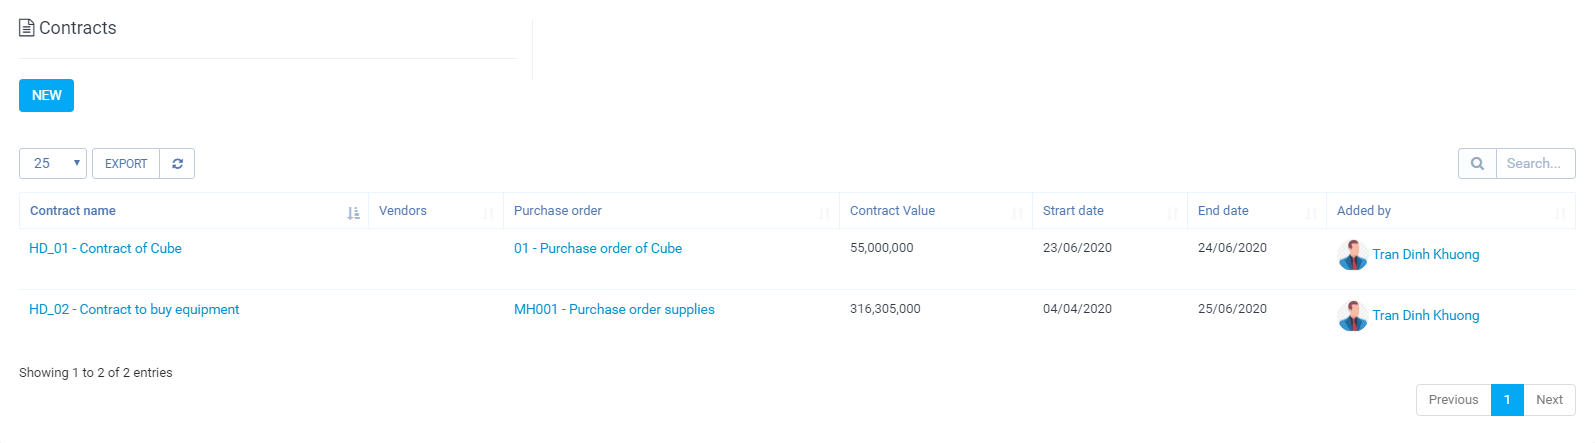 Contracts
NEW
25 EXPORT Search...
Contract name Vendors Purchase order Contract Value Strart date End date Added by
HD_01 - Contract of Cube 01 - Purchase order of Cube 55,000,000 23/06/2020 24/06/2020 Tran Dinh Khuong
HD_02 - Contract to buy equipment MH001 - Purchase order supplies 316,305,000 04/04/2020 25/06/2020 Tran Dinh Khuong
Showing 1 to 2 of 2 entries
Previous 1 Next